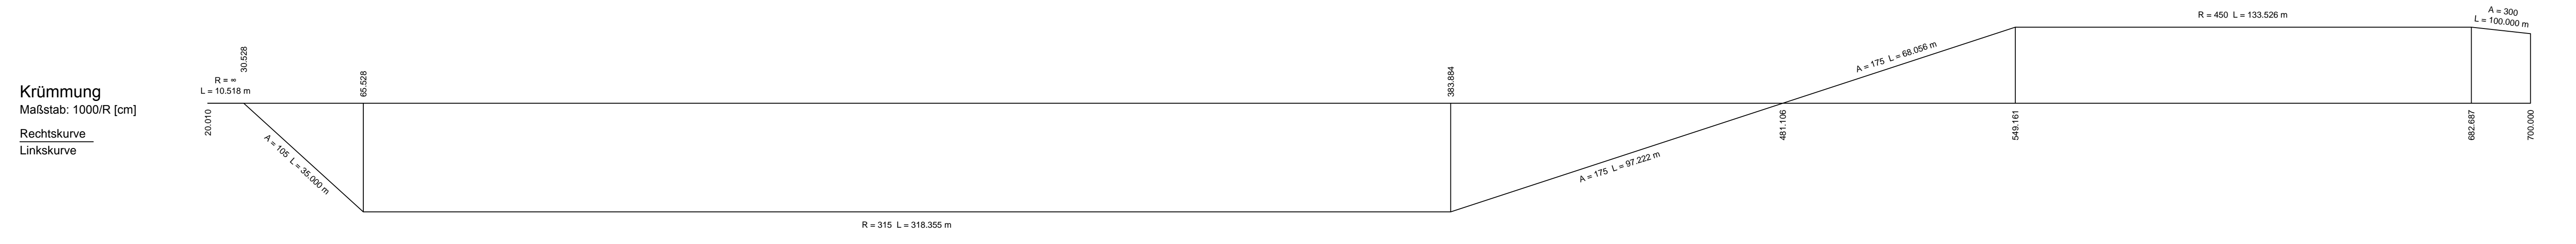 Krümmung
Maßstab: 1000/R [cm]
Rechtskurve
Linkskurve
R = ∞
L = 10.518 m
20.010
30.528
A = 105  L = 35.000 m
65.528
R = 315  L = 318.355 m
383.884
A = 175  L = 97.222 m
481.106
A = 175  L = 68.056 m
549.161
R = 450  L = 133.526 m
682.687
A = 300
L = 100.000 m
700.000